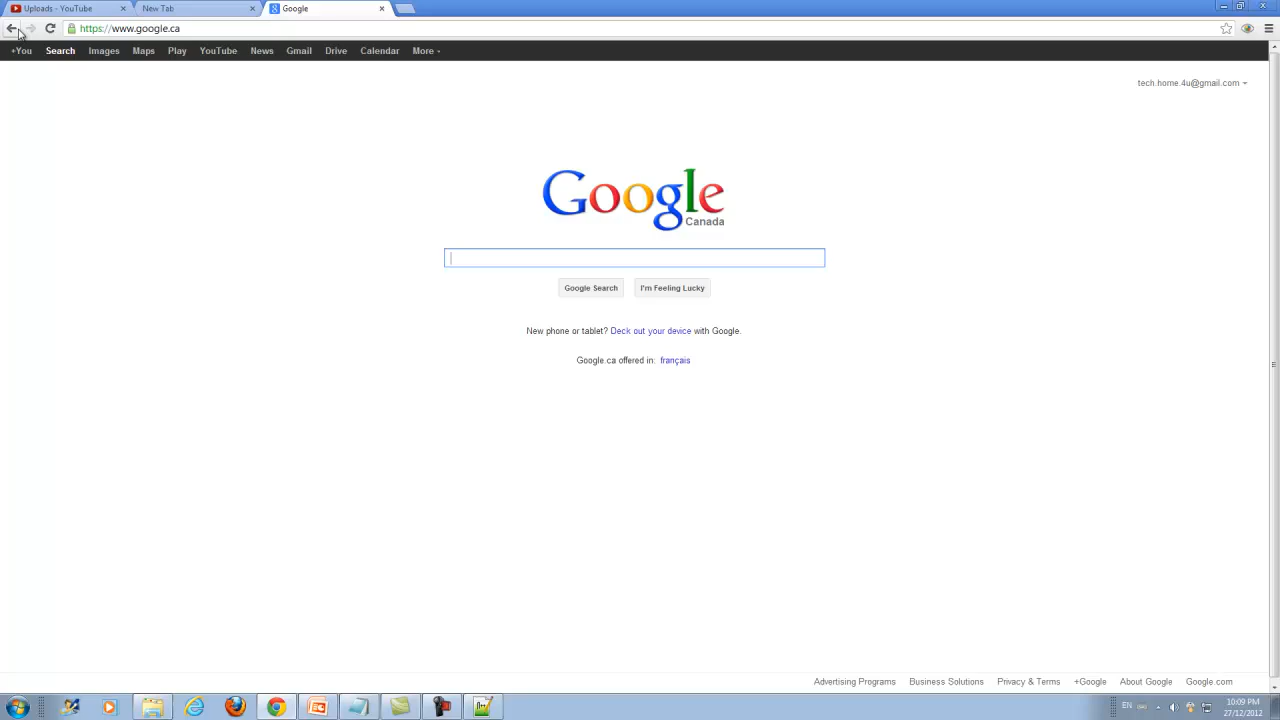 Uploads - YouTube
New Tab
Google
https://www.google.ca
+You Search Images Maps Play YouTube News Gmail Drive Calendar More
tech.home.4u@gmail.com
Google
Canada
Google Search I'm Feeling Lucky
New phone or tablet? Deck out your device with Google.
Google.ca offered in: français
Advertising Programs Business Solutions Privacy & Terms +Google About Google Google.com
EN
10:09 PM
27/12/2012